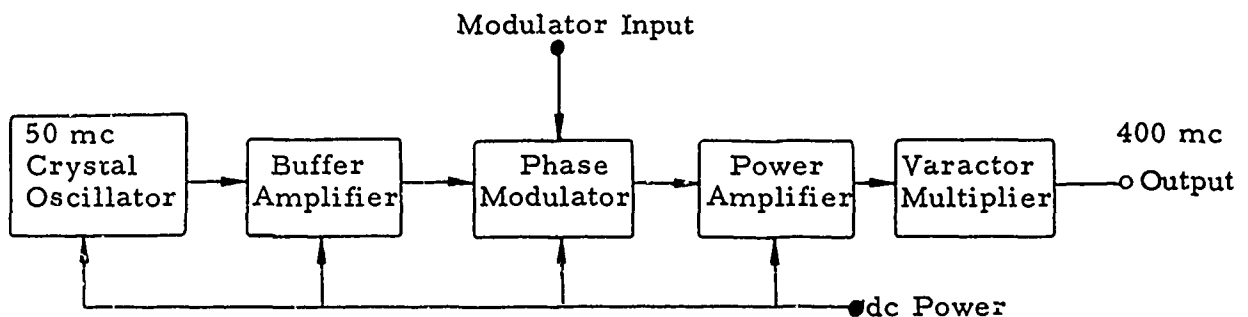 Modulator Input
50 mc
Crystal
Oscillator
Buffer
Amplifier
Phase
Modulator
Power
Amplifier
Varactor
Multiplier
400 mc
Output
dc Power